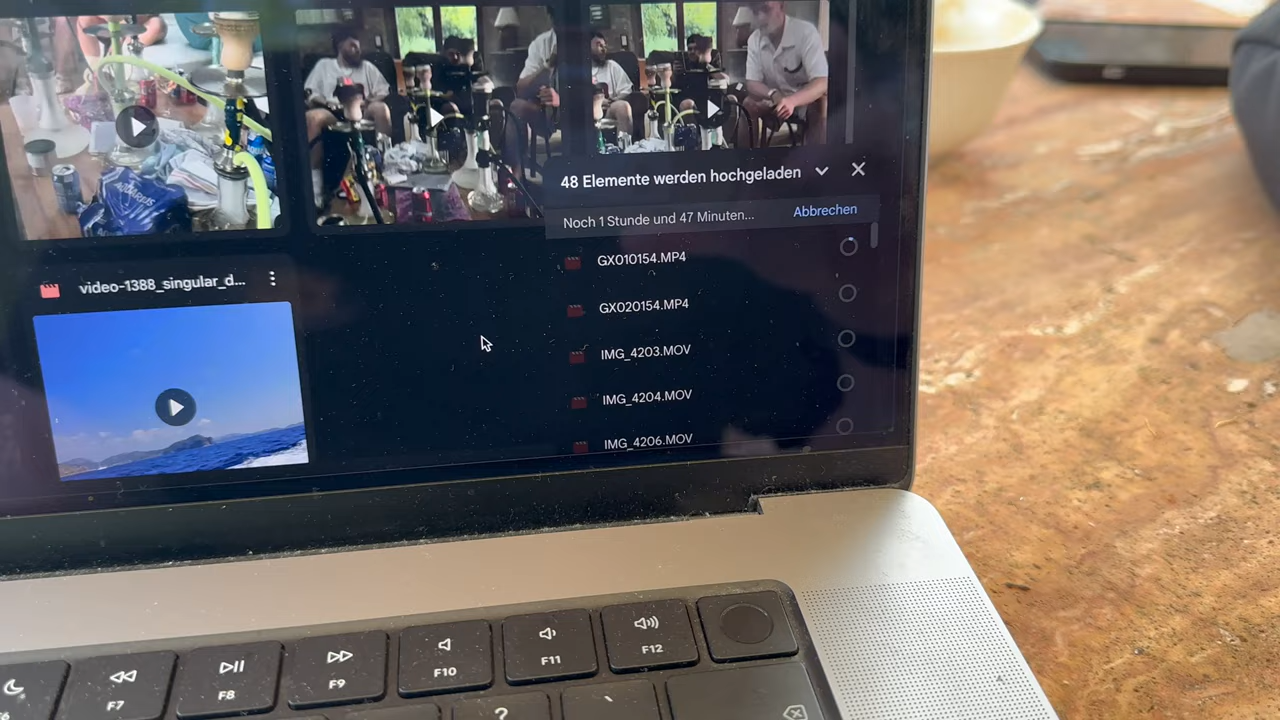 AQUARIUS
48 Elemente werden hochgeladen
Noch 1 Stunde und 47 Minuten...
Abbrechen
GX010154.MP4
GX020154.MP4
IMG_4203.MOV
IMG_4204.MOV
IMG_4206.MOV
video-1388_singular_d...
F7
F8
F9
F10
F11
F12
?
`